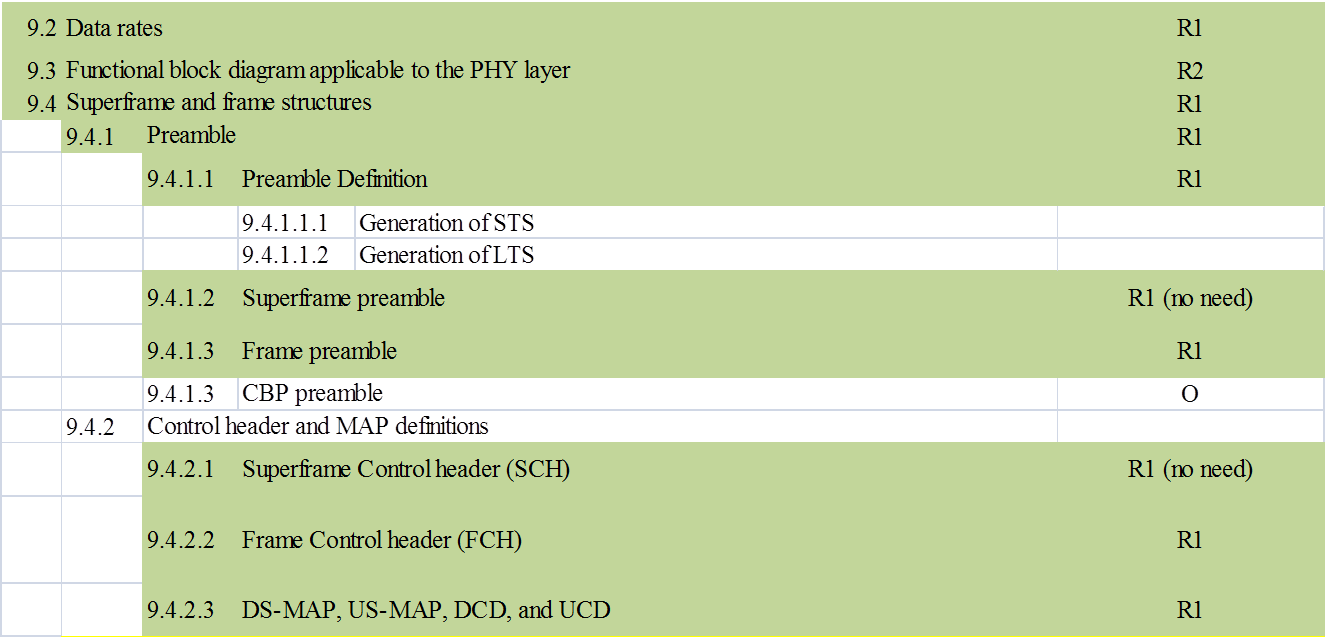 9.2 Data rates R1
9.3 Functional block diagram applicable to the PHY layer R2
9.4 Superframe and frame structures R1
9.4.1 Preamble R1
9.4.1.1 Preamble Definition R1
9.4.1.1.1 Generation of STS
9.4.1.1.2 Generation of LTS
9.4.1.2 Superframe preamble R1 (no need)
9.4.1.3 Frame preamble R1
9.4.1.3 CBP preamble O
9.4.2 Control header and MAP definitions
9.4.2.1 Superframe Control header (SCH) R1 (no need)
9.4.2.2 Frame Control header (FCH) R1
9.4.2.3 DS-MAP, US-MAP, DCD, and UCD R1